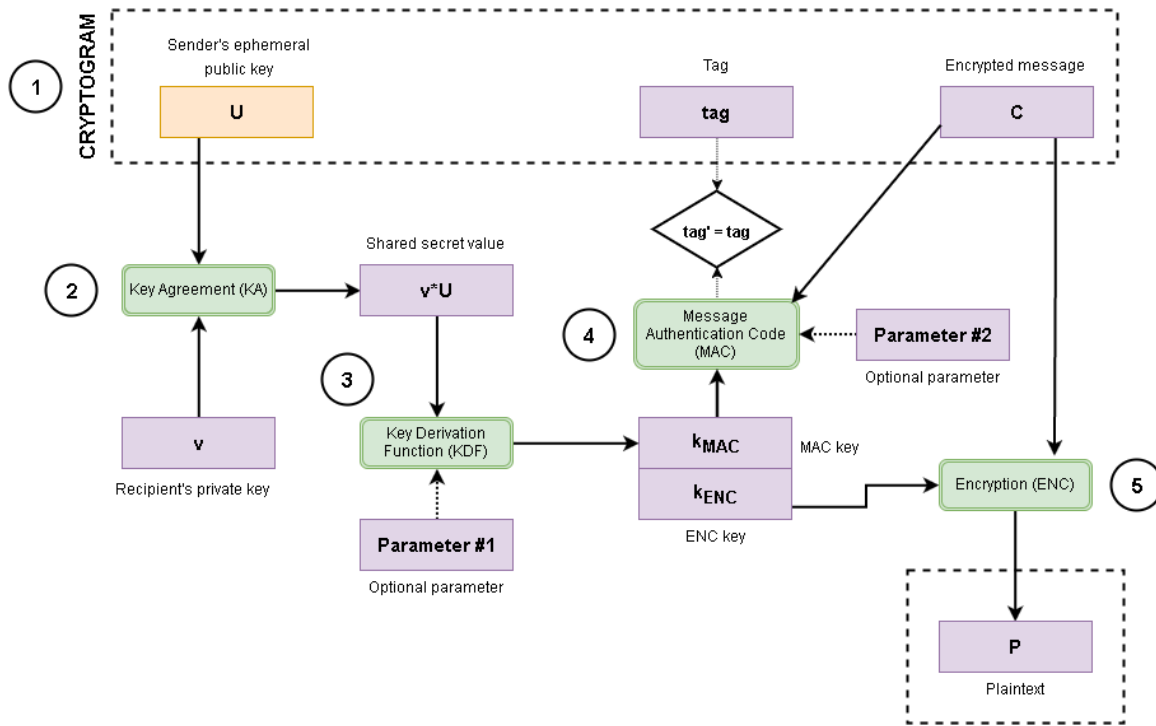 CRYPTOGRAM
1
Sender's ephemeral
public key
U
Tag
tag
Encrypted message
C
tag' = tag
2
Key Agreement (KA)
Shared secret value
v*U
4
Message
Authentication Code
(MAC)
Parameter #2
Optional parameter
3
v
Recipient's private key
Key Derivation
Function (KDF)
kMAC
MAC key
kENC
ENC key
Encryption (ENC)
5
Parameter #1
Optional parameter
P
Plaintext